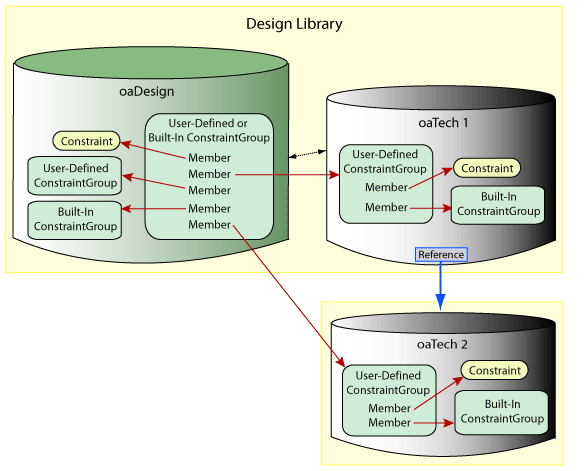 Design Library
oaDesign
User-Defined or
Built-In ConstraintGroup
Member
Member
Member
Member
Member
Constraint
User-Defined
ConstraintGroup
Built-In
ConstraintGroup
oaTech 1
User-Defined
ConstraintGroup
Member
Member
Constraint
Built-In
ConstraintGroup
Reference
oaTech 2
User-Defined
ConstraintGroup
Member
Member
Constraint
Built-In
ConstraintGroup